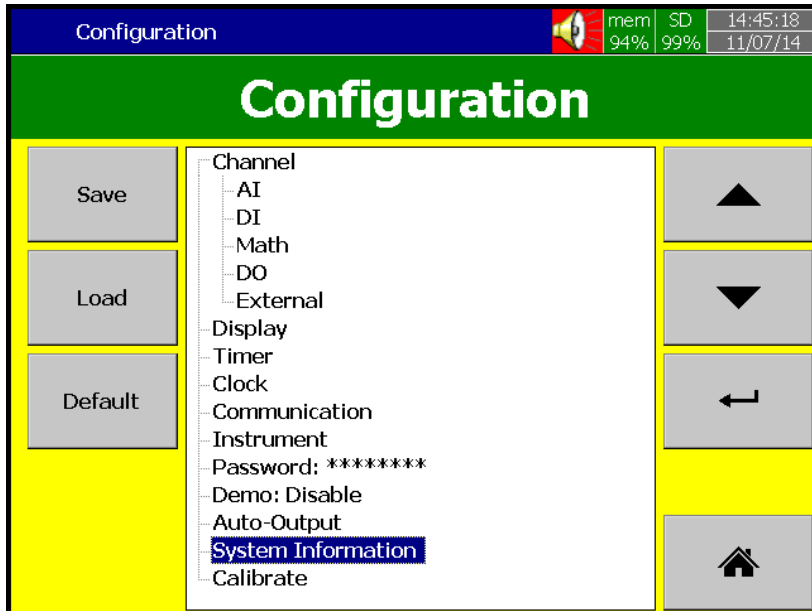 Configuration
mem SD 14:45:18
94% 99% 11/07/14
Configuration
Save
Load
Default
Channel
AI
DI
Math
DO
External
Display
Timer
Clock
Communication
Instrument
Password: ********
Demo: Disable
Auto-Output
System Information
Calibrate